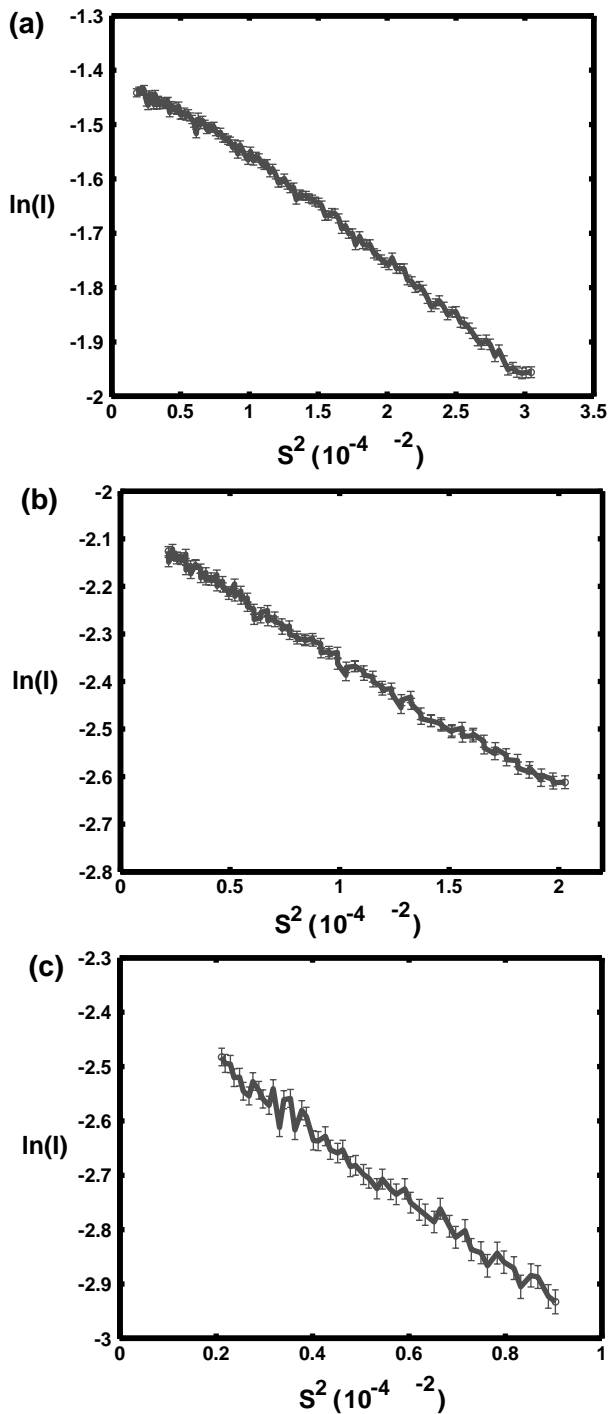 (a)
-1.3
-1.4
-1.5
-1.6
ln(I)
-1.7
-1.8
-1.9
-2
0 0.5 1 1.5 2 2.5 3 3.5
S² (10⁻⁴ ⁻²)
(b)
-2
-2.1
-2.2
-2.3
-2.4
ln(I)
-2.5
-2.6
-2.7
-2.8
0 0.5 1 1.5 2
S² (10⁻⁴ ⁻²)
(c)
-2.3
-2.4
-2.5
-2.6
ln(I)
-2.7
-2.8
-2.9
-3
0 0.2 0.4 0.6 0.8 1
S² (10⁻⁴ ⁻²)